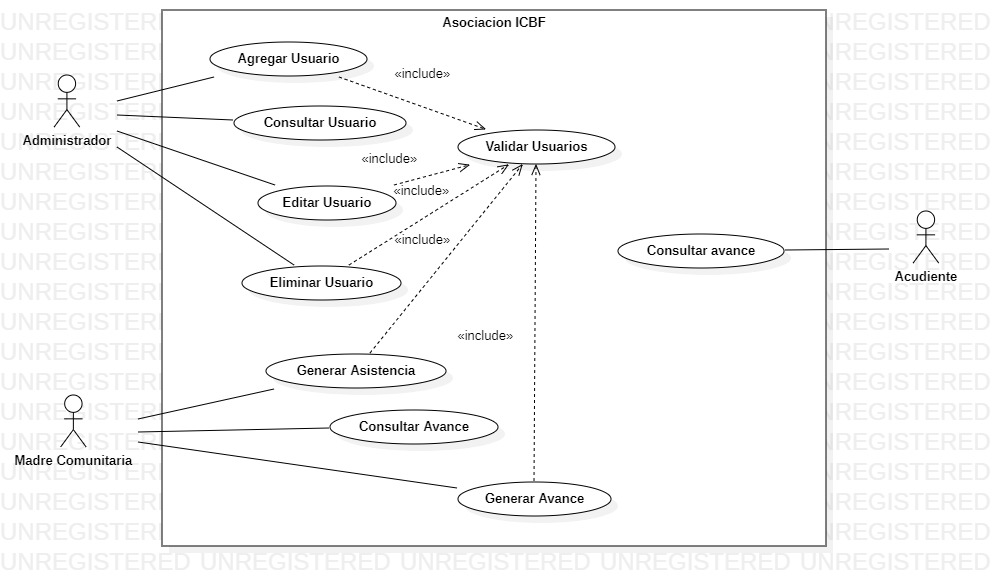 Asociacion ICBF
Agregar Usuario
«include»
Consultar Usuario
Administrador
Validar Usuarios
«include»
«include»
Editar Usuario
«include»
Consultar avance
Acudiente
Eliminar Usuario
«include»
Generar Asistencia
Consultar Avance
Madre Comunitaria
Generar Avance
UNREGISTERED UNREGISTERED UNREGISTERED UNREGISTERED UNREGISTERED